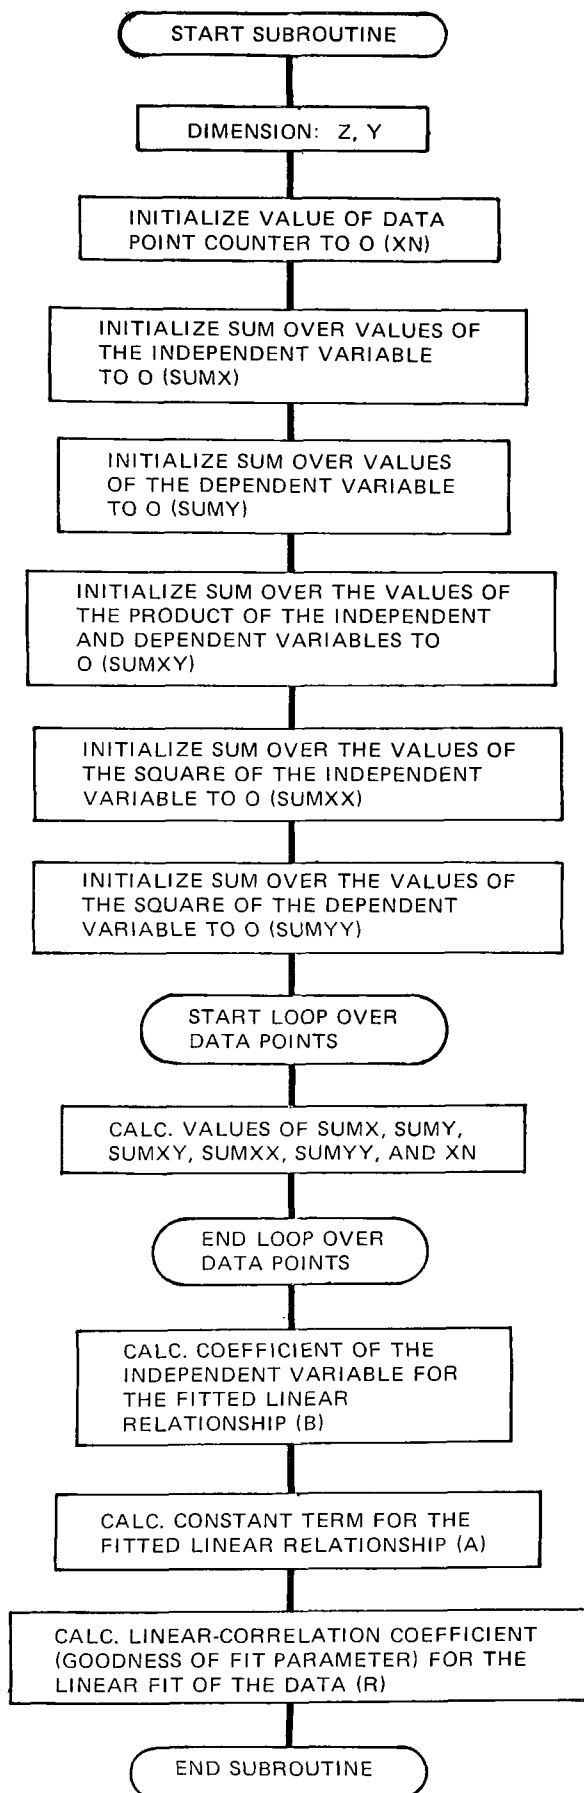 START SUBROUTINE
DIMENSION: Z, Y
INITIALIZE VALUE OF DATA
POINT COUNTER TO O (XN)
INITIALIZE SUM OVER VALUES OF
THE INDEPENDENT VARIABLE
TO O (SUMX)
INITIALIZE SUM OVER VALUES
OF THE DEPENDENT VARIABLE
TO O (SUMY)
INITIALIZE SUM OVER THE VALUES OF
THE PRODUCT OF THE INDEPENDENT
AND DEPENDENT VARIABLES TO
O (SUMXY)
INITIALIZE SUM OVER THE VALUES OF
THE SQUARE OF THE INDEPENDENT
VARIABLE TO O (SUMXX)
INITIALIZE SUM OVER THE VALUES OF
THE SQUARE OF THE DEPENDENT
VARIABLE TO O (SUMYY)
START LOOP OVER
DATA POINTS
CALC. VALUES OF SUMX, SUMY,
SUMXY, SUMXX, SUMYY, AND XN
END LOOP OVER
DATA POINTS
CALC. COEFFICIENT OF THE
INDEPENDENT VARIABLE FOR
THE FITTED LINEAR
RELATIONSHIP (B)
CALC. CONSTANT TERM FOR THE
FITTED LINEAR RELATIONSHIP (A)
CALC. LINEAR-CORRELATION COEFFICIENT
(GOODNESS OF FIT PARAMETER) FOR THE
LINEAR FIT OF THE DATA (R)
END SUBROUTINE